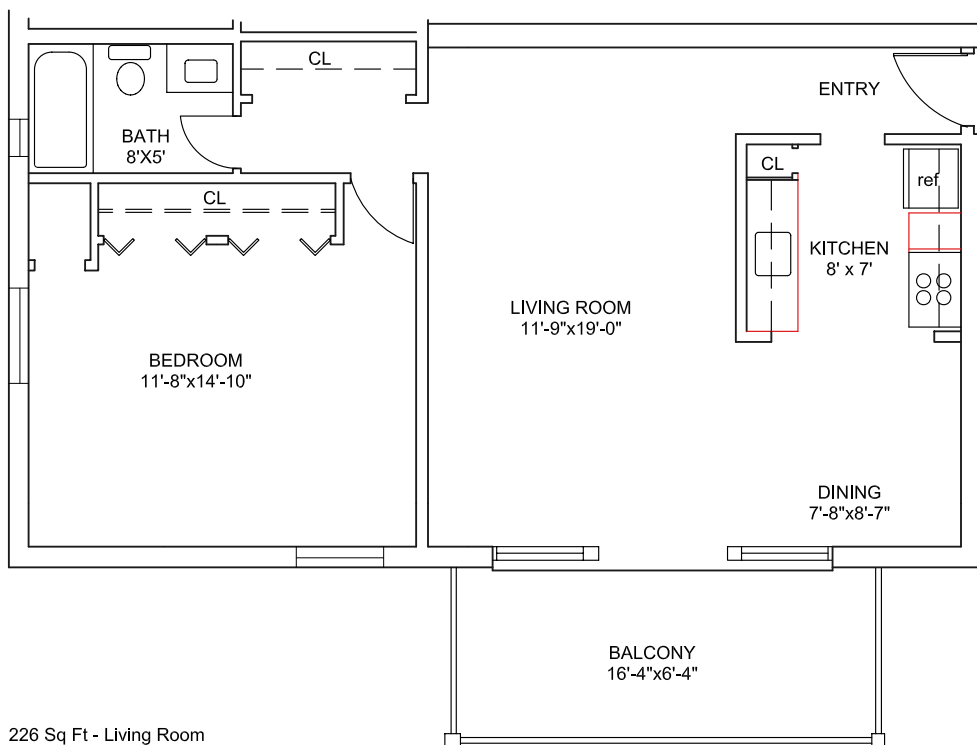 CL
ENTRY
BATH
8'X5'
CL
ref
CL
KITCHEN
8' x 7'
LIVING ROOM
11'-9"x19'-0"
BEDROOM
11'-8"x14'-10"
DINING
7'-8"x8'-7"
BALCONY
16'-4"x6'-4"
226 Sq Ft - Living Room